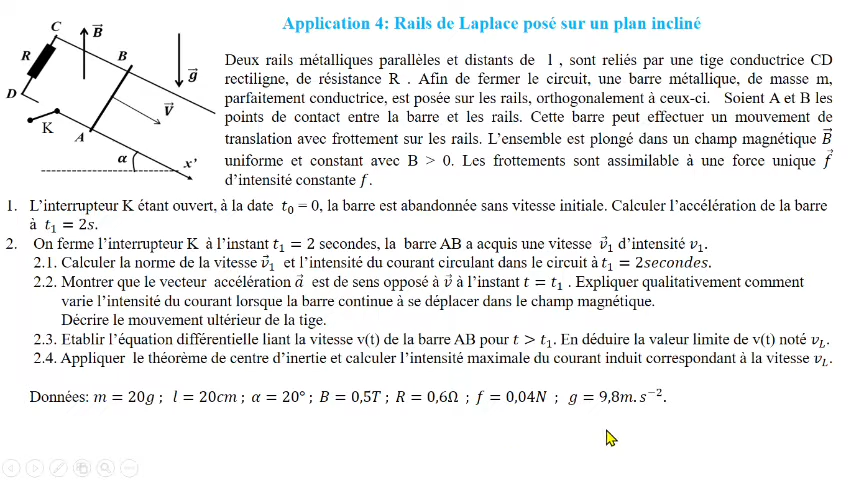 Application 4: Rails de Laplace posé sur un plan incliné
C
B⃗
R
B
g⃗
D
V⃗
K
A
α
x'
Deux rails métalliques parallèles et distants de l , sont reliés par une tige conductrice CD
rectiligne, de résistance R . Afin de fermer le circuit, une barre métallique, de masse m,
parfaitement conductrice, est posée sur les rails, orthogonalement à ceux-ci. Soient A et B les
points de contact entre la barre et les rails. Cette barre peut effectuer un mouvement de
translation avec frottement sur les rails. L'ensemble est plongé dans un champ magnétique B⃗
uniforme et constant avec B > 0. Les frottements sont assimilable à une force unique f⃗
d'intensité constante f.
1. L'interrupteur K étant ouvert, à la date t₀ = 0, la barre est abandonnée sans vitesse initiale. Calculer l'accélération de la barre
à t₁ = 2s.
2. On ferme l'interrupteur K à l'instant t₁ = 2 secondes, la barre AB a acquis une vitesse v⃗₁ d'intensité v₁.
2.1. Calculer la norme de la vitesse v⃗₁ et l'intensité du courant circulant dans le circuit à t₁ = 2secondes.
2.2. Montrer que le vecteur accélération a⃗ est de sens opposé à v⃗ à l'instant t = t₁ . Expliquer qualitativement comment
varie l'intensité du courant lorsque la barre continue à se déplacer dans le champ magnétique.
Décrire le mouvement ultérieur de la tige.
2.3. Etablir l'équation différentielle liant la vitesse v(t) de la barre AB pour t > t₁. En déduire la valeur limite de v(t) noté v_L.
2.4. Appliquer le théorème de centre d'inertie et calculer l'intensité maximale du courant induit correspondant à la vitesse v_L.
Données: m = 20g ; l = 20cm ; α = 20° ; B = 0,5T ; R = 0,6Ω ; f = 0,04N ; g = 9,8m.s⁻².